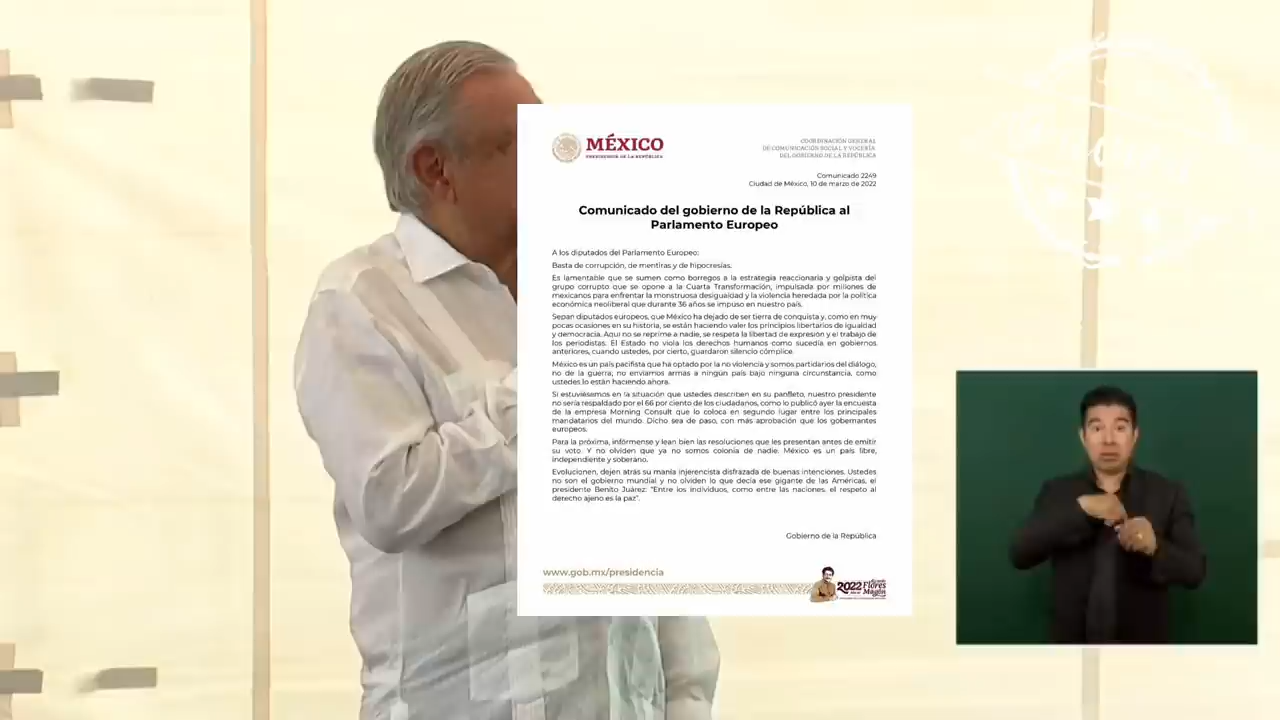 MÉXICO
PRESIDENCIA DE LA REPÚBLICA
COORDINACIÓN GENERAL
DE COMUNICACIÓN SOCIAL Y VOCERÍA
DEL GOBIERNO DE LA REPÚBLICA
Comunicado 2249
Ciudad de México, 10 de marzo de 2022
Comunicado del gobierno de la República al
Parlamento Europeo
A los diputados del Parlamento Europeo:
Basta de corrupción, de mentiras y de hipocresías.
Es lamentable que se sumen como borregos a la estrategia reaccionaria y golpista del
grupo corrupto que se opone a la Cuarta Transformación, impulsada por millones de
mexicanos para enfrentar la monstruosa desigualdad y la violencia heredada por la política
económica neoliberal que durante 36 años se impuso en nuestro país.
Sepan diputados europeos, que México ha dejado de ser tierra de conquista y, como en muy
pocas ocasiones en su historia, se están haciendo valer los principios libertarios de igualdad
y democracia. Aquí no se reprime a nadie, se respeta la libertad de expresión y el trabajo de
los periodistas. El Estado no viola los derechos humanos como sucedía en gobiernos
anteriores, cuando ustedes, por cierto, guardaron silencio cómplice.
México es un país pacifista que ha optado por la no violencia y somos partidarios del diálogo,
no de la guerra; no enviamos armas a ningún país bajo ninguna circunstancia, como
ustedes lo están haciendo ahora.
Si estuviésemos en la situación que ustedes describen en su panfleto, nuestro presidente
no sería respaldado por el 66 por ciento de los ciudadanos, como lo publicó ayer la encuesta
de la empresa Morning Consult que lo coloca en segundo lugar entre los principales
mandatarios del mundo. Dicho sea de paso, con más aprobación que los gobernantes
europeos.
Para la próxima, infórmense y lean bien las resoluciones que les presentan antes de emitir
su voto. Y no olviden que ya no somos colonia de nadie. México es un país libre,
independiente y soberano.
Evolucionen, dejen atrás su manía injerencista disfrazada de buenas intenciones. Ustedes
no son el gobierno mundial y no olviden lo que decía ese gigante de las Américas, el
presidente Benito Juárez: "Entre los individuos, como entre las naciones, el respeto al
derecho ajeno es la paz".
Gobierno de la República
www.gob.mx/presidencia
2022 Flores
Año de Magón